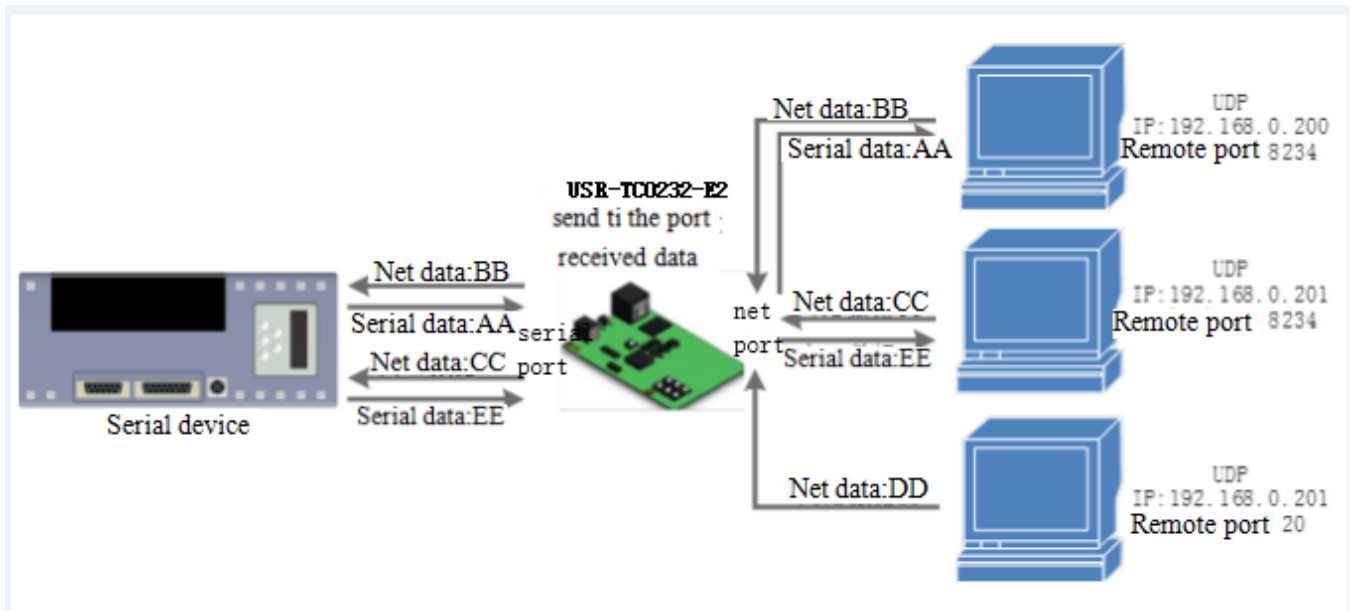 Net data:BB
Serial data:AA
UDP
IP:192.168.0.200
Remote port 8234
USR-TC0232-E2
send ti the port :
received data
Net data:BB
Serial data:AA
serial
port
Net data:CC
Serial data:EE
Serial device
net
port
Net data:CC
Serial data:EE
UDP
IP:192.168.0.201
Remote port 8234
Net data:DD
UDP
IP:192.168.0.201
Remote port 20